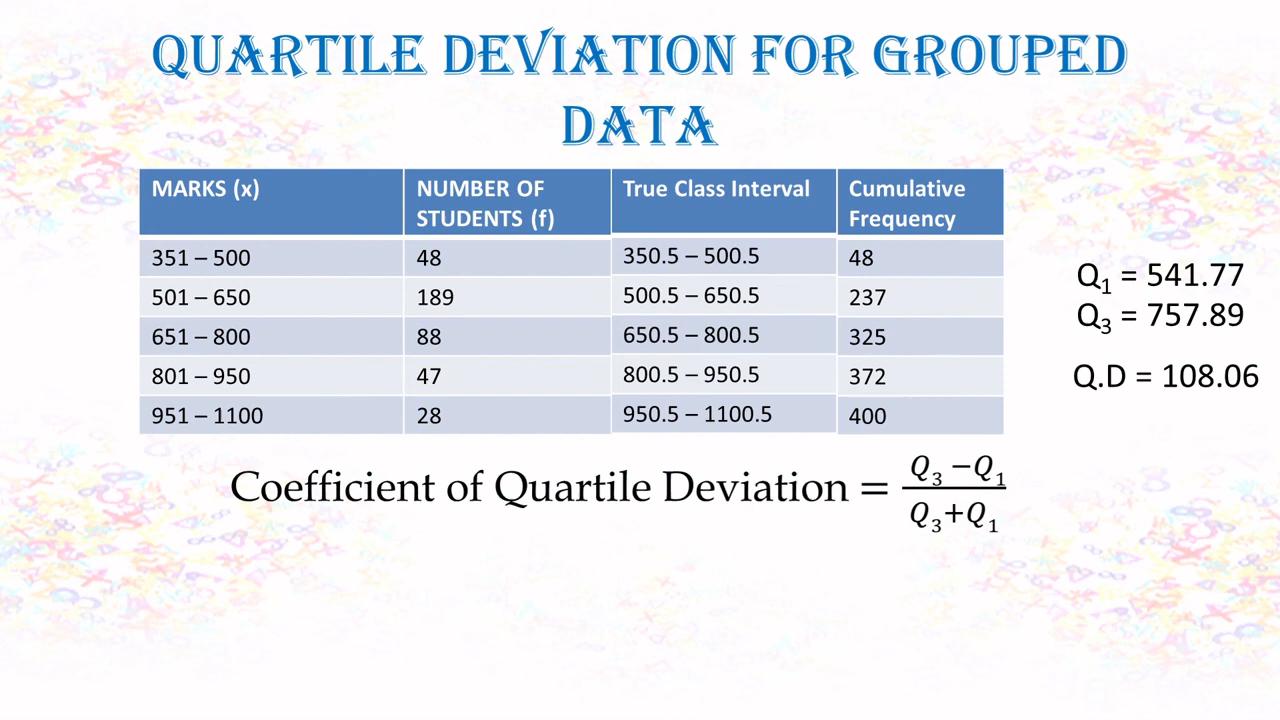 QUARTILE DEVIATION FOR GROUPED
DATA
MARKS (x) NUMBER OF STUDENTS (f) True Class Interval Cumulative Frequency
351 – 500 48 350.5 – 500.5 48
501 – 650 189 500.5 – 650.5 237
651 – 800 88 650.5 – 800.5 325
801 – 950 47 800.5 – 950.5 372
951 – 1100 28 950.5 – 1100.5 400
Q₁ = 541.77
Q₃ = 757.89
Q.D = 108.06
Coefficient of Quartile Deviation = (Q₃ −Q₁)/(Q₃+Q₁)